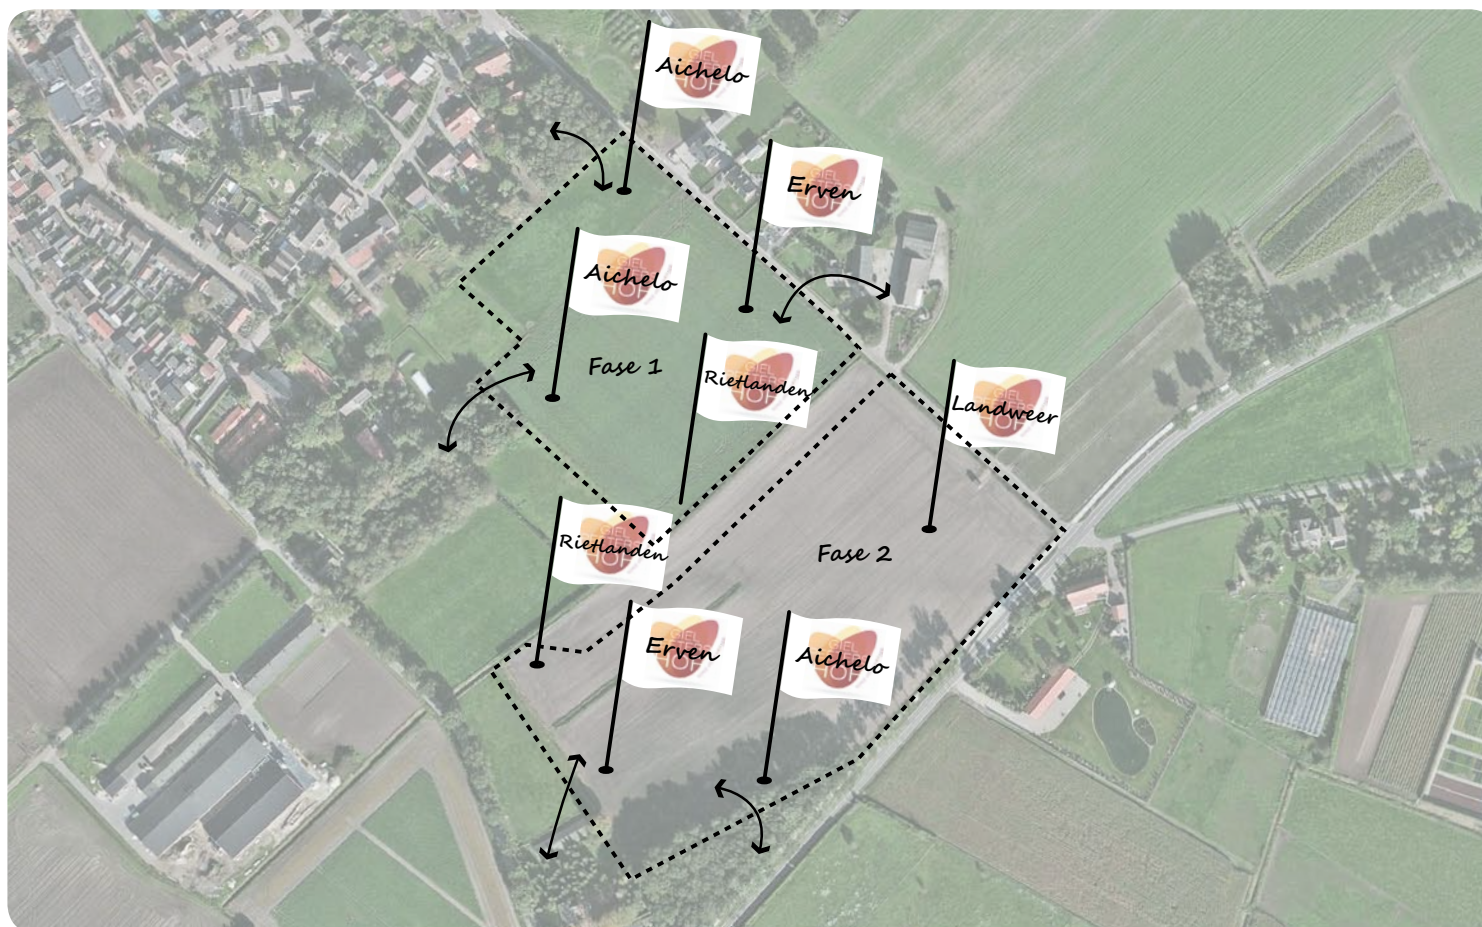 Aichelo
Erven
Aichelo
Fase 1
Rietlanden
Landweer
Rietlanden
Fase 2
Erven
Aichelo